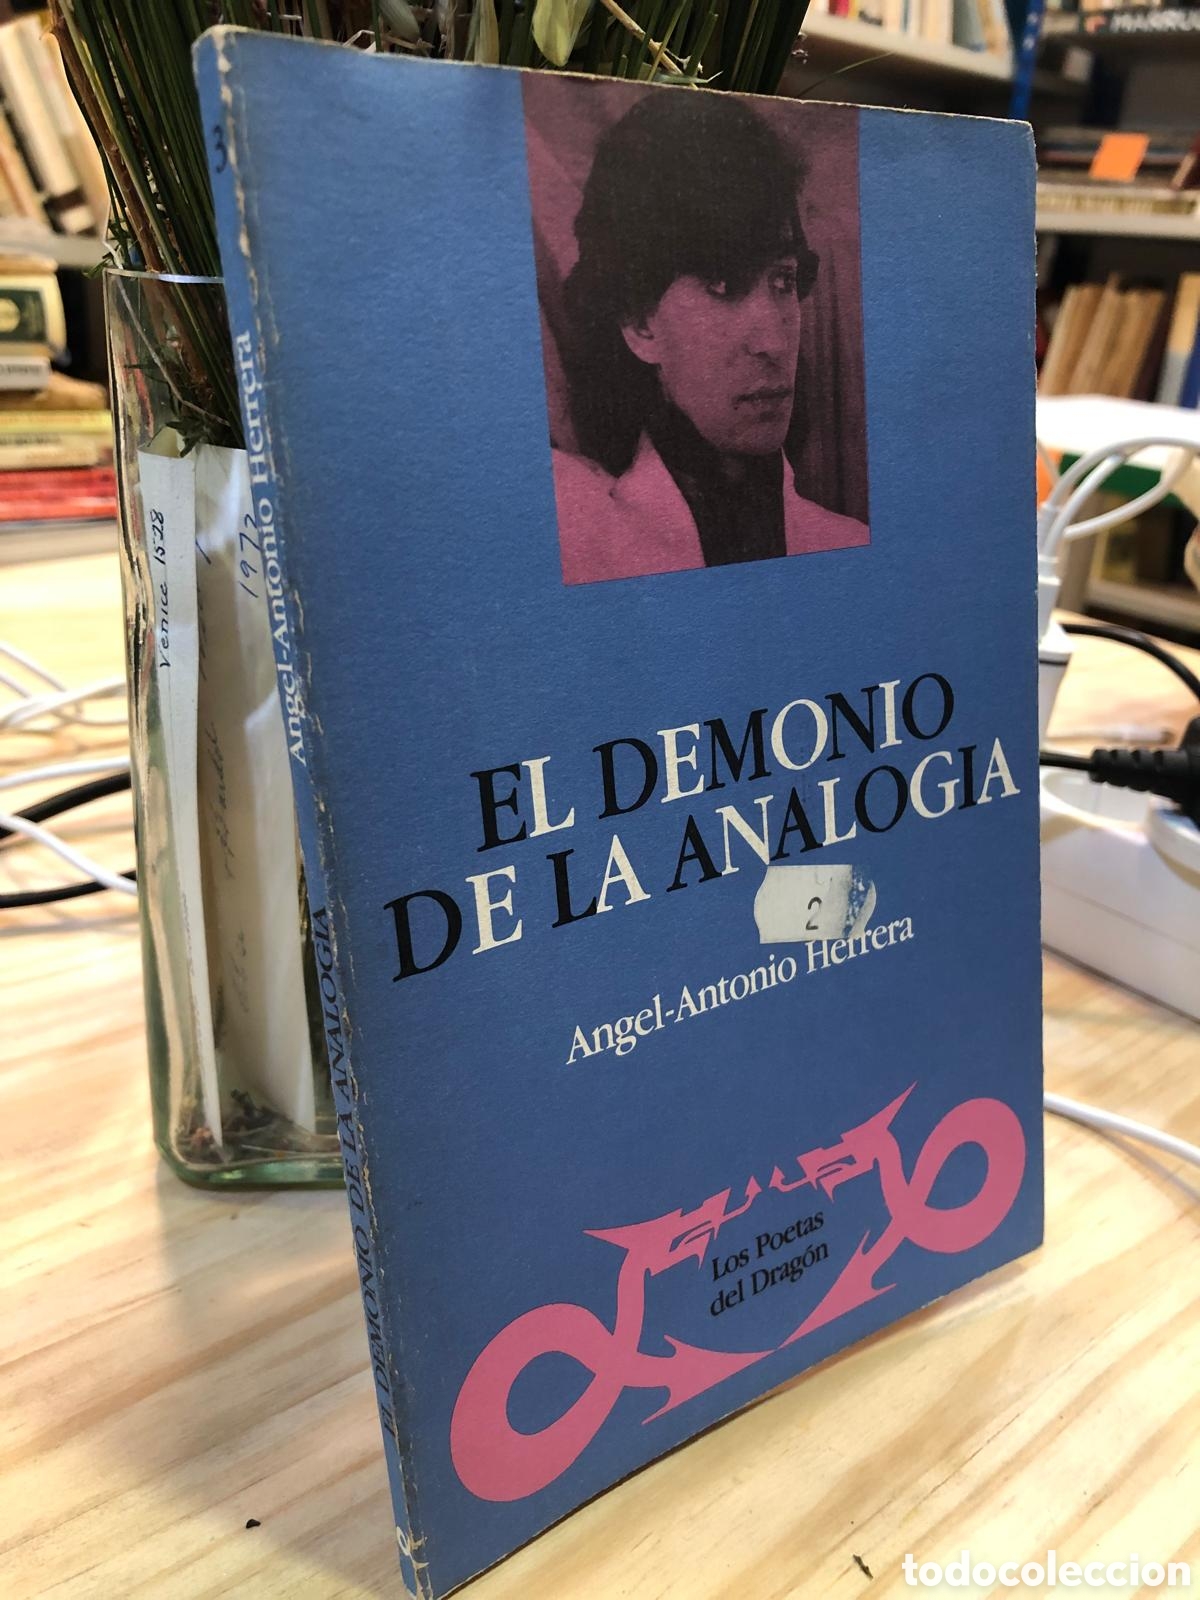 EL DEMONIO
DE LA ANALOGIA
2
Angel-Antonio Herrera
Los Poetas
del Dragón
3
Angel-Antonio Herrera
EL DEMONIO DE LA ANALOGIA
Venice 1528
1972
todocoleccion